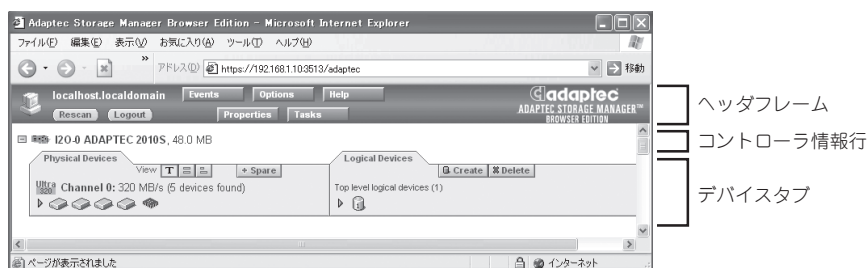 Adaptec Storage Manager Browser Edition - Microsoft Internet Explorer
ファイル(F) 編集(E) 表示(V) お気に入り(A) ツール(T) ヘルプ(H)
アドレス(D) https://192.168.1.10:3513/adaptec 移動
localhost.localdomain Events Options Help
Rescan Logout Properties Tasks
adaptec
ADAPTEC STORAGE MANAGER™
BROWSER EDITION
ヘッダフレーム
I2O-0 ADAPTEC 2010S, 48.0 MB
コントローラ情報行
Physical Devices
View T + Spare
Ultra 320 Channel 0: 320 MB/s (5 devices found)
Logical Devices
Create Delete
Top level logical devices (1)
デバイスタブ
ページが表示されました インターネット